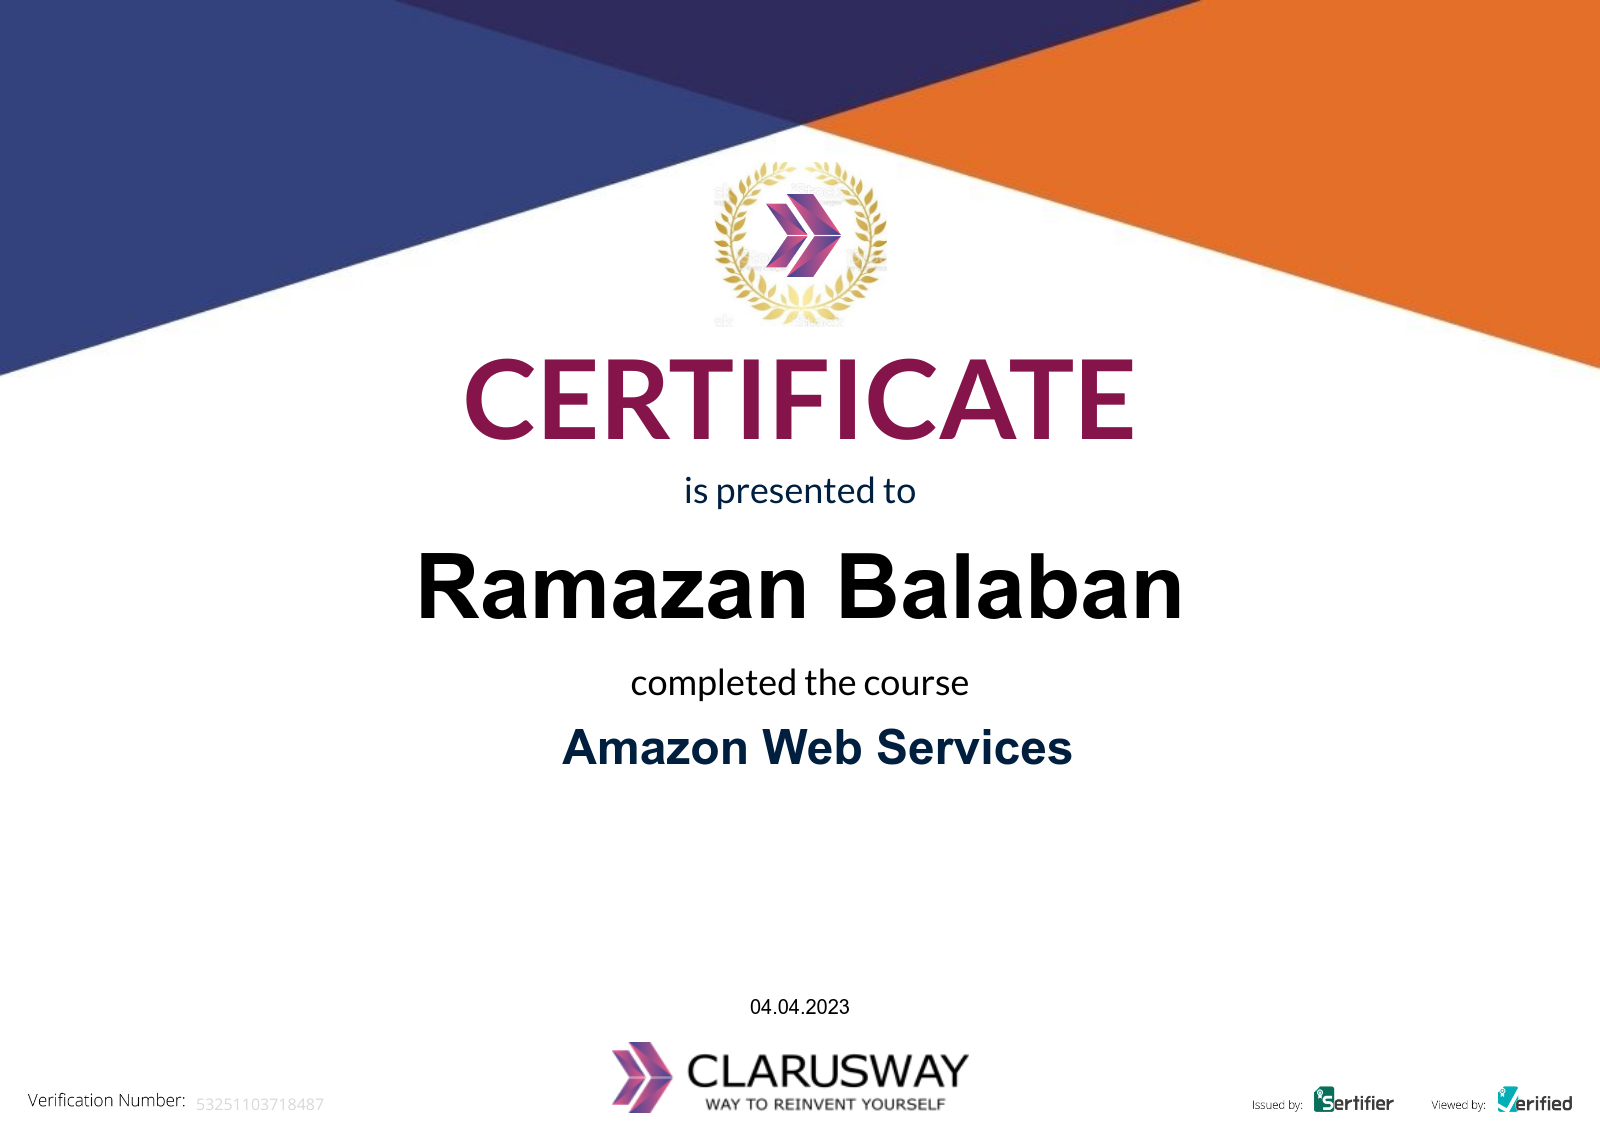 CERTIFICATE
is presented to
Ramazan Balaban
completed the course
Amazon Web Services
04.04.2023
CLARUSWAY
WAY TO REINVENT YOURSELF
Verification Number: 53251103718487
Issued by: Sertifier
Viewed by: Verified